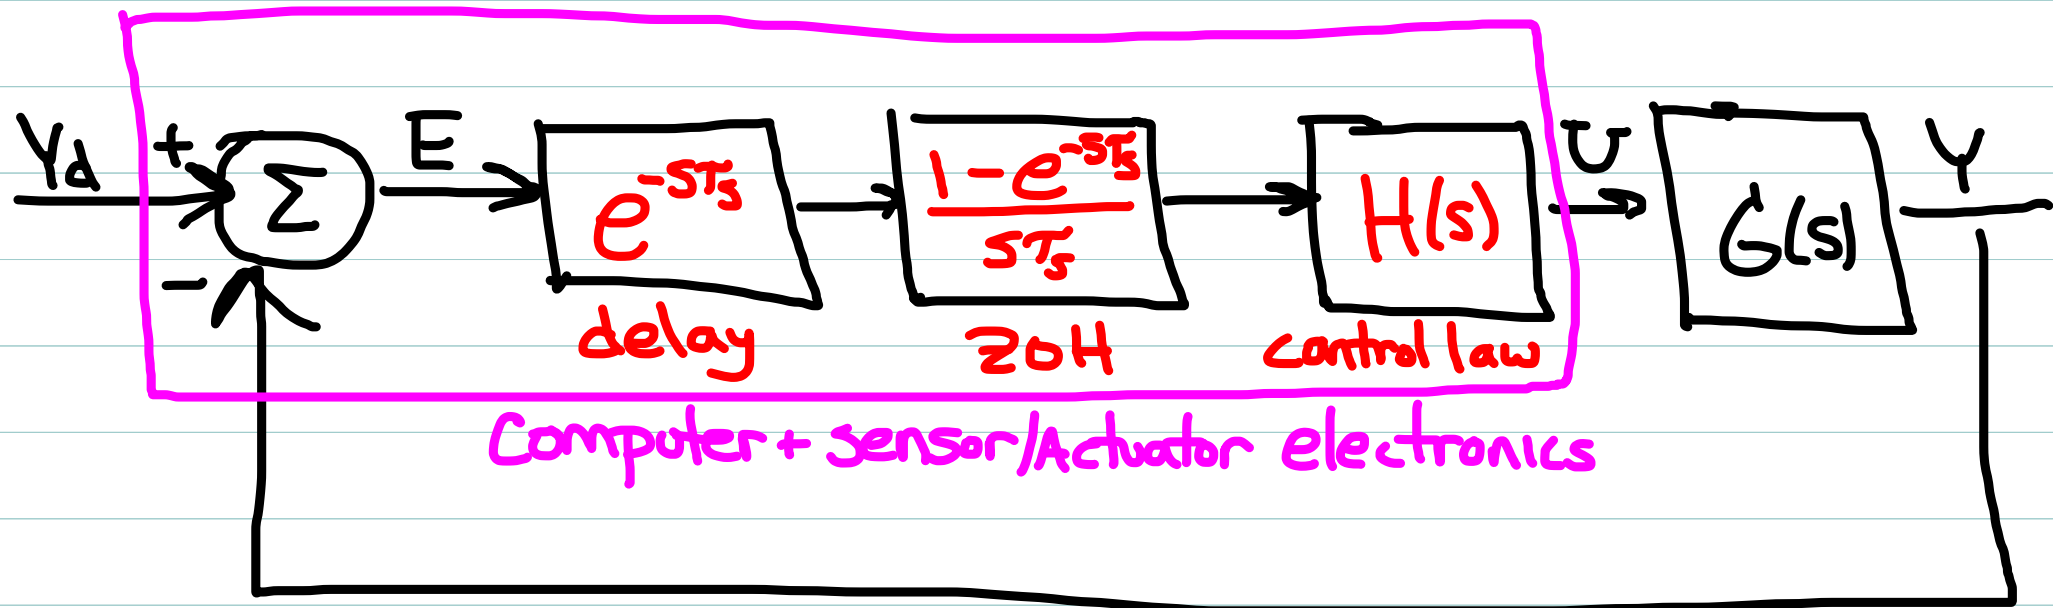 Yd + Σ E e^{-sTs} (1 - e^{-sTs})/(sTs) H(s) U G(s) Y
-
delay ZOH control law
Computer + sensor/Actuator electronics